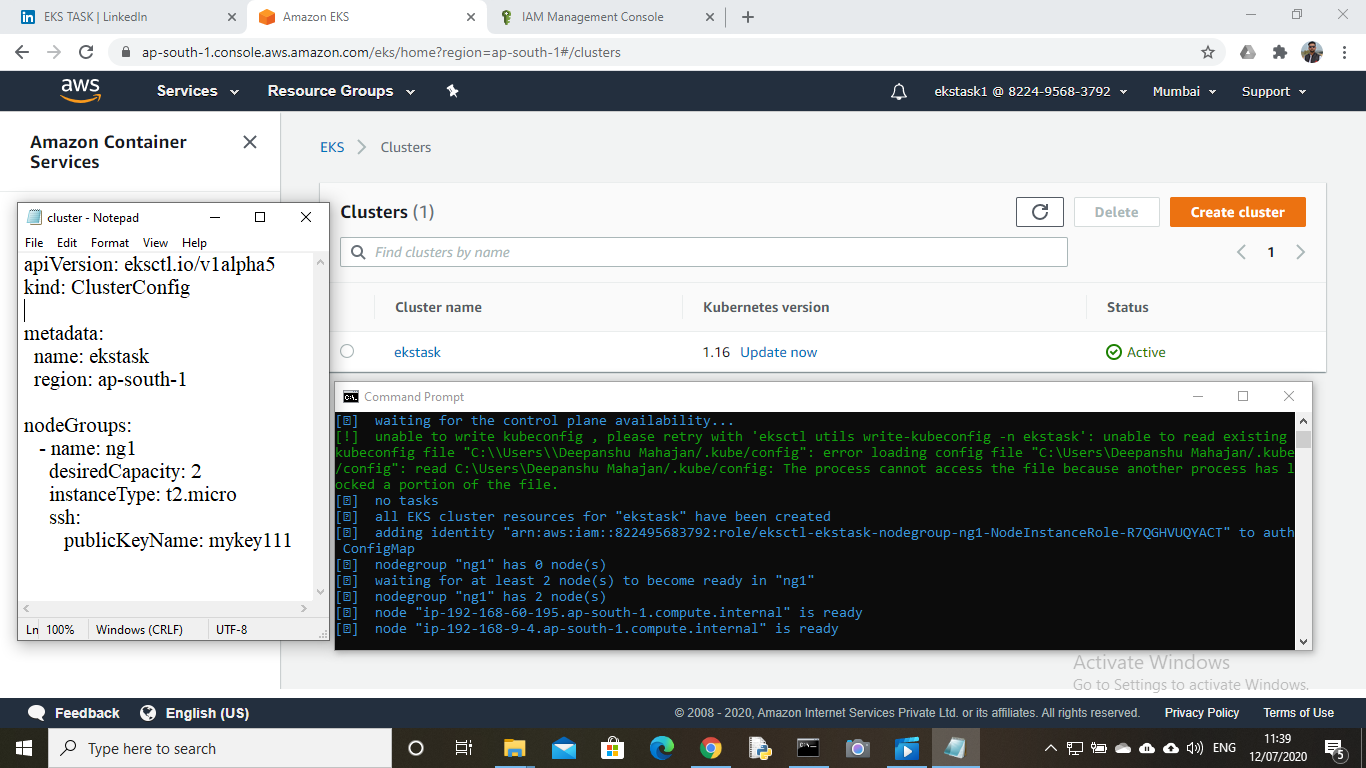 EKS TASK | LinkedIn
Amazon EKS
IAM Management Console
ap-south-1.console.aws.amazon.com/eks/home?region=ap-south-1#/clusters
aws
Services
Resource Groups
ekstask1 @ 8224-9568-3792
Mumbai
Support
Amazon Container
Services
EKS
Clusters
Clusters (1)
Delete
Create cluster
Find clusters by name
1
Cluster name
Kubernetes version
Status
ekstask
1.16
Update now
Active
cluster - Notepad
File
Edit
Format
View
Help
apiVersion: eksctl.io/v1alpha5
kind: ClusterConfig
metadata:
name: ekstask
region: ap-south-1
nodeGroups:
- name: ng1
desiredCapacity: 2
instanceType: t2.micro
ssh:
publicKeyName: mykey111
Ln
100%
Windows (CRLF)
UTF-8
Command Prompt
[?] waiting for the control plane availability...
[!] unable to write kubeconfig , please retry with 'eksctl utils write-kubeconfig -n ekstask': unable to read existing
kubeconfig file "C:\\Users\\Deepanshu Mahajan/.kube/config": error loading config file "C:\Users\Deepanshu Mahajan/.kube
/config": read C:\Users\Deepanshu Mahajan/.kube/config: The process cannot access the file because another process has l
ocked a portion of the file.
[?] no tasks
[?] all EKS cluster resources for "ekstask" have been created
[?] adding identity "arn:aws:iam::822495683792:role/eksctl-ekstask-nodegroup-ng1-NodeInstanceRole-R7QGHVUQYACT" to auth
ConfigMap
[?] nodegroup "ng1" has 0 node(s)
[?] waiting for at least 2 node(s) to become ready in "ng1"
[?] nodegroup "ng1" has 2 node(s)
[?] node "ip-192-168-60-195.ap-south-1.compute.internal" is ready
[?] node "ip-192-168-9-4.ap-south-1.compute.internal" is ready
Activate Windows
Go to Settings to activate Windows.
Feedback
English (US)
© 2008 - 2020, Amazon Internet Services Private Ltd. or its affiliates. All rights reserved.
Privacy Policy
Terms of Use
Type here to search
ENG
11:39
12/07/2020
5